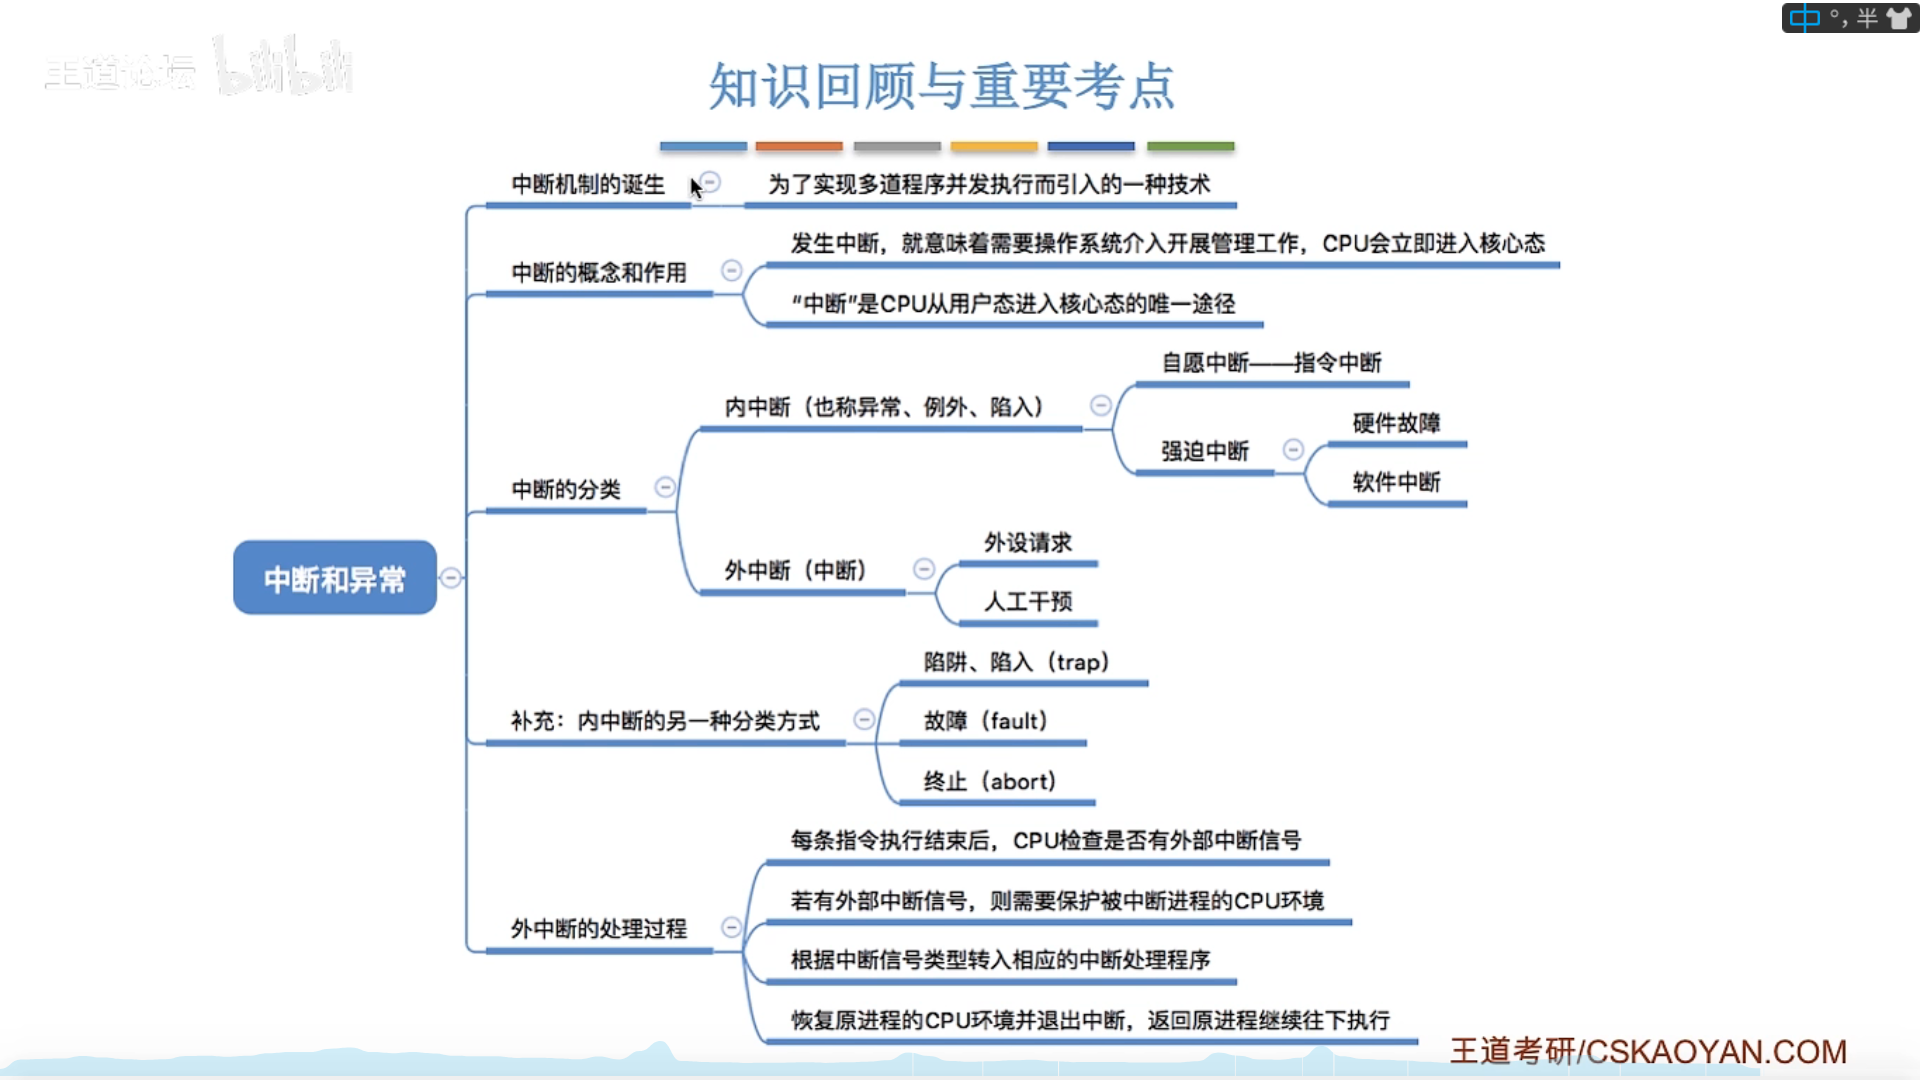 中 °, 半
王道论坛 bilibili
知识回顾与重要考点
中断机制的诞生
为了实现多道程序并发执行而引入的一种技术
中断的概念和作用
发生中断，就意味着需要操作系统介入开展管理工作，CPU会立即进入核心态
“中断”是CPU从用户态进入核心态的唯一途径
中断和异常
中断的分类
内中断（也称异常、例外、陷入）
自愿中断——指令中断
强迫中断
硬件故障
软件中断
外中断（中断）
外设请求
人工干预
补充：内中断的另一种分类方式
陷阱、陷入（trap）
故障（fault）
终止（abort）
外中断的处理过程
每条指令执行结束后，CPU检查是否有外部中断信号
若有外部中断信号，则需要保护被中断进程的CPU环境
根据中断信号类型转入相应的中断处理程序
恢复原进程的CPU环境并退出中断，返回原进程继续往下执行
王道考研/CSKAOYAN.COM